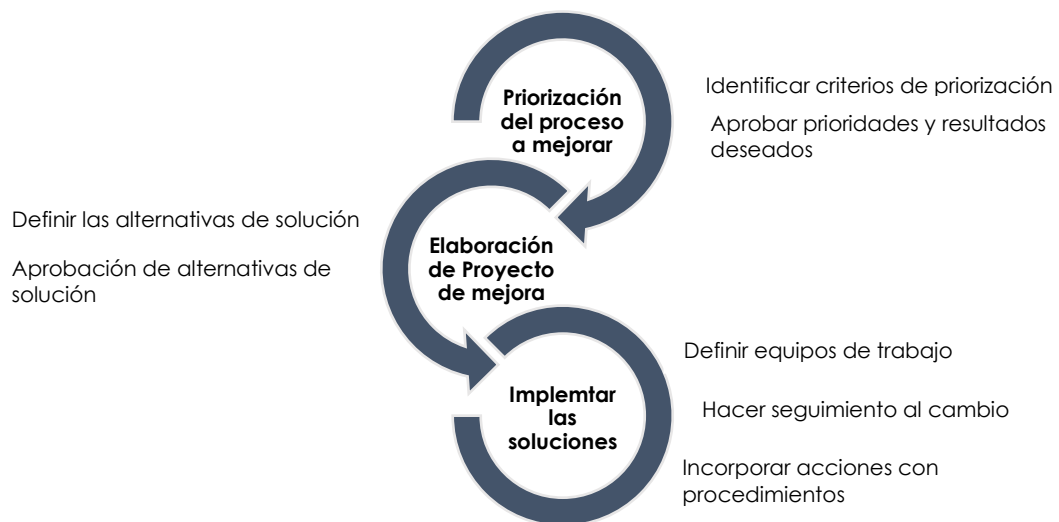 Priorización
del proceso
a mejorar
Identificar criterios de priorización
Aprobar prioridades y resultados
deseados
Definir las alternativas de solución
Aprobación de alternativas de
solución
Elaboración
de Proyecto
de mejora
Implemtar
las
soluciones
Definir equipos de trabajo
Hacer seguimiento al cambio
Incorporar acciones con
procedimientos